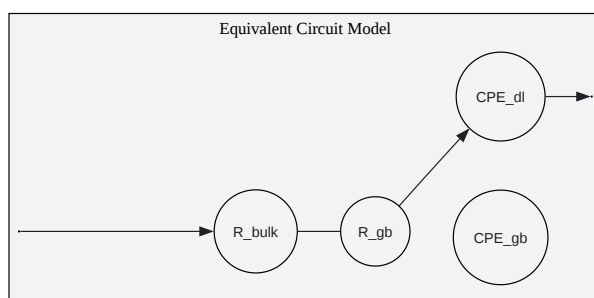 Equivalent Circuit Model
CPE_dl
R_bulk
R_gb
CPE_gb